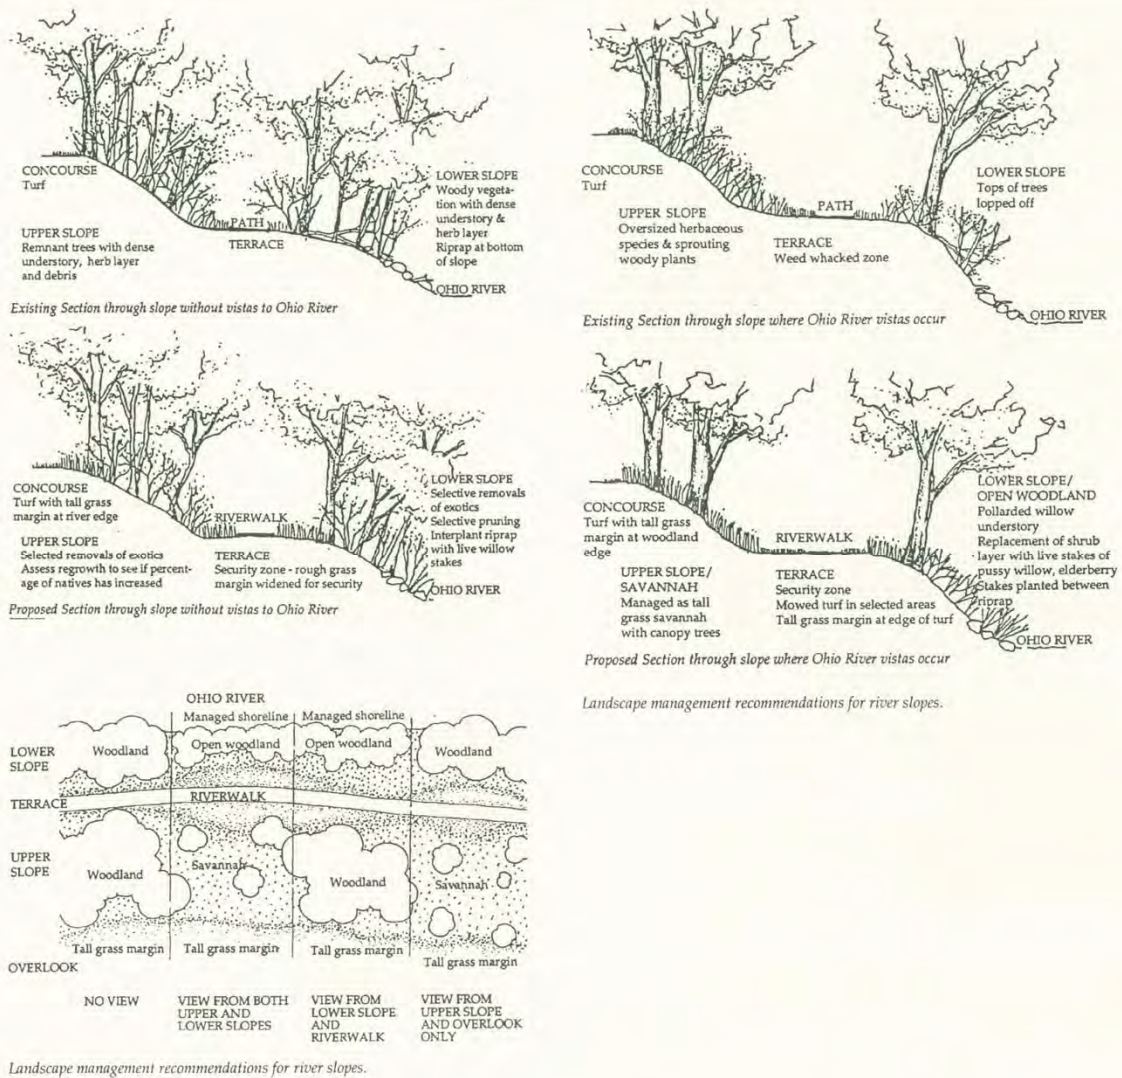 CONCOURSE
Turf
UPPER SLOPE
Remnant trees with dense
understory, herb layer
and debris
PATH
TERRACE
LOWER SLOPE
Woody vegeta-
tion with dense
understory &
herb layer
Riprap at bottom
of slope
OHIO RIVER
Existing Section through slope without vistas to Ohio River
CONCOURSE
Turf
UPPER SLOPE
Oversized herbaceous
species & sprouting
woody plants
PATH
TERRACE
Weed whacked zone
LOWER SLOPE
Tops of trees
lopped off
OHIO RIVER
Existing Section through slope where Ohio River vistas occur
CONCOURSE
Turf with tall grass
margin at river edge
UPPER SLOPE
Selected removals of exotics
Assess regrowth to see if percent-
age of natives has increased
RIVERWALK
TERRACE
Security zone - rough grass
margin widened for security
LOWER SLOPE
Selective removals
of exotics
Selective pruning
Interplant riprap
with live willow
stakes
OHIO RIVER
Proposed Section through slope without vistas to Ohio River
CONCOURSE
Turf with tall grass
margin at woodland
edge
UPPER SLOPE/
SAVANNAH
Managed as tall
grass savannah
with canopy trees
RIVERWALK
TERRACE
Security zone
Mowed turf in selected areas
Tall grass margin at edge of turf
LOWER SLOPE/
OPEN WOODLAND
Pollarded willow
understory
Replacement of shrub
layer with live stakes of
pussy willow, elderberry
Stakes planted between
riprap
OHIO RIVER
Proposed Section through slope where Ohio River vistas occur
Landscape management recommendations for river slopes.
OHIO RIVER
Managed shoreline Managed shoreline
LOWER
SLOPE
Woodland Open woodland Open woodland Woodland
TERRACE
RIVERWALK
UPPER
SLOPE
Woodland Savannah Woodland Savannah
Tall grass margin Tall grass margin Tall grass margin Tall grass margin
OVERLOOK
NO VIEW
VIEW FROM BOTH
UPPER AND
LOWER SLOPES
VIEW FROM
LOWER SLOPE
AND
RIVERWALK
VIEW FROM
UPPER SLOPE
AND OVERLOOK
ONLY
Landscape management recommendations for river slopes.